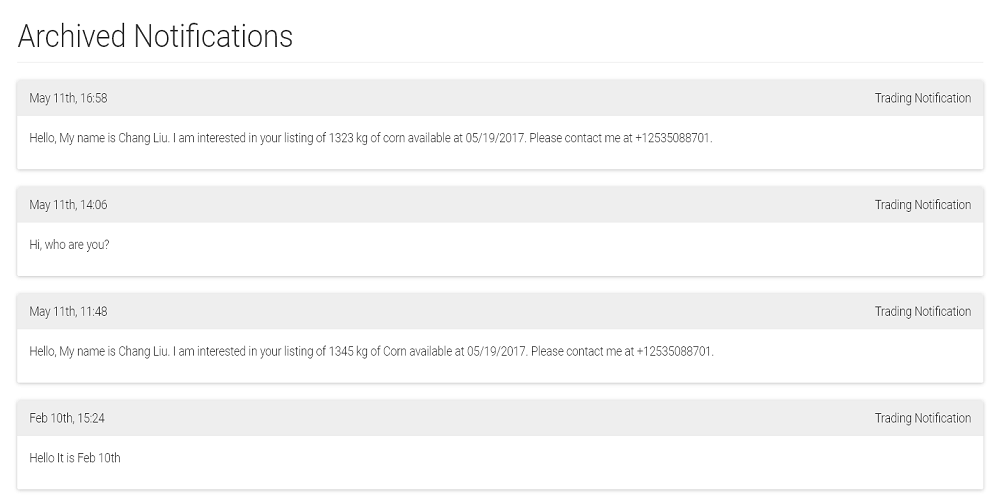 Archived Notifications
May 11th, 16:58 Trading Notification
Hello, My name is Chang Liu. I am interested in your listing of 1323 kg of corn available at 05/19/2017. Please contact me at +12535088701.
May 11th, 14:06 Trading Notification
Hi, who are you?
May 11th, 11:48 Trading Notification
Hello, My name is Chang Liu. I am interested in your listing of 1345 kg of Corn available at 05/19/2017. Please contact me at +12535088701.
Feb 10th, 15:24 Trading Notification
Hello It is Feb 10th